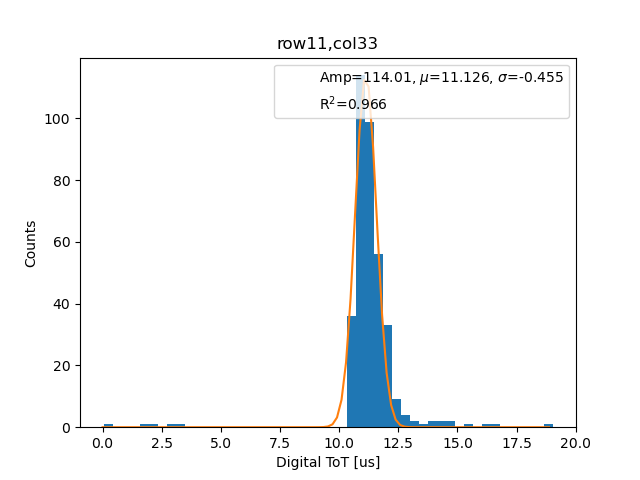 row11,col33
Amp=114.01, μ=11.126, σ=-0.455
R²=0.966
Counts
100
80
60
40
20
0
0.0 2.5 5.0 7.5 10.0 12.5 15.0 17.5 20.0
Digital ToT [us]